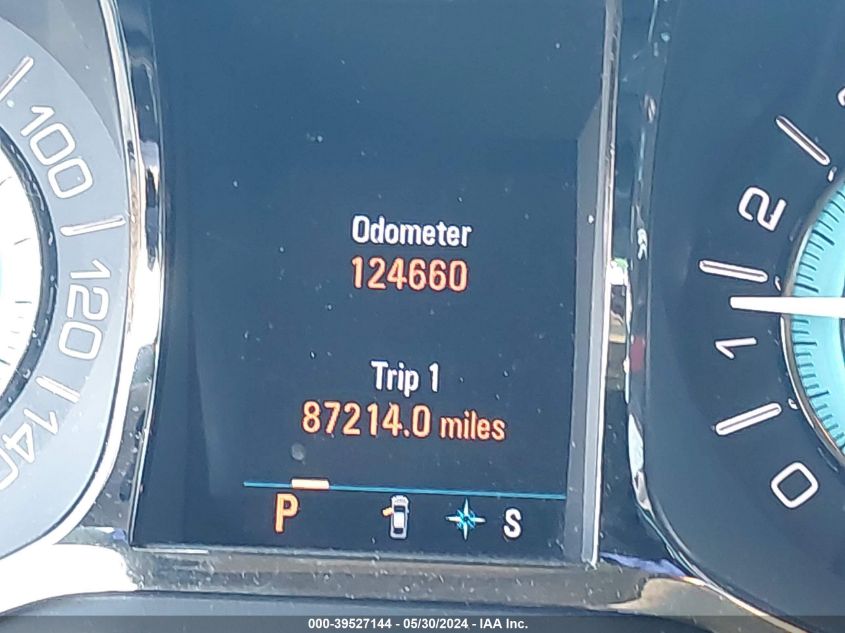 100
120
140
Odometer
124660
Trip 1
87214.0 miles
P
S
2
1
0
000-39527144 - 05/30/2024 - IAA Inc.